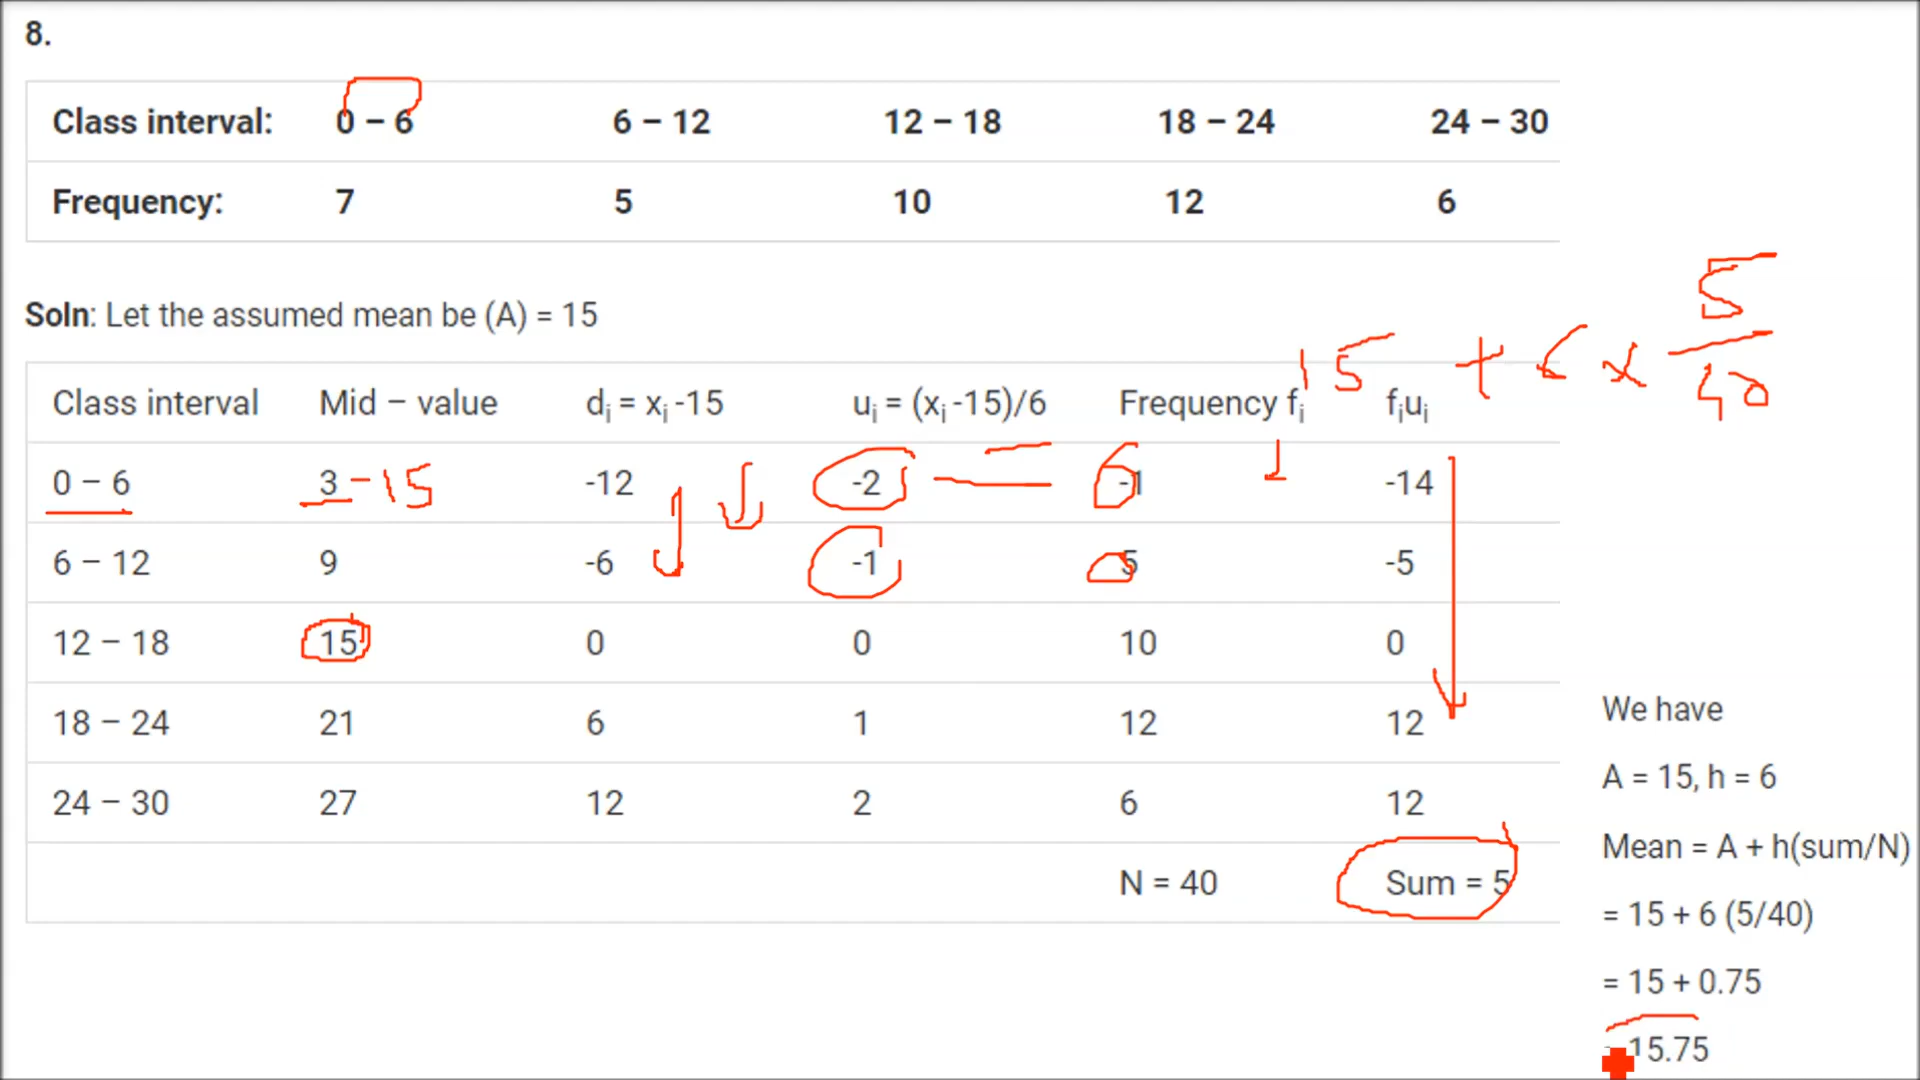 8.
Class interval: 0 – 6 6 – 12 12 – 18 18 – 24 24 – 30
Frequency: 7 5 10 12 6
Soln: Let the assumed mean be (A) = 15
15 + 6 x 5/40
Class interval Mid – value dᵢ = xᵢ -15 uᵢ = (xᵢ -15)/6 Frequency fᵢ fᵢuᵢ
0 – 6 3 -15 -12 -2 -1 -14
6 – 12 9 -6 -1 5 -5
12 – 18 15 0 0 10 0
18 – 24 21 6 1 12 12
24 – 30 27 12 2 6 12
N = 40 Sum = 5
We have
A = 15, h = 6
Mean = A + h(sum/N)
= 15 + 6 (5/40)
= 15 + 0.75
15.75